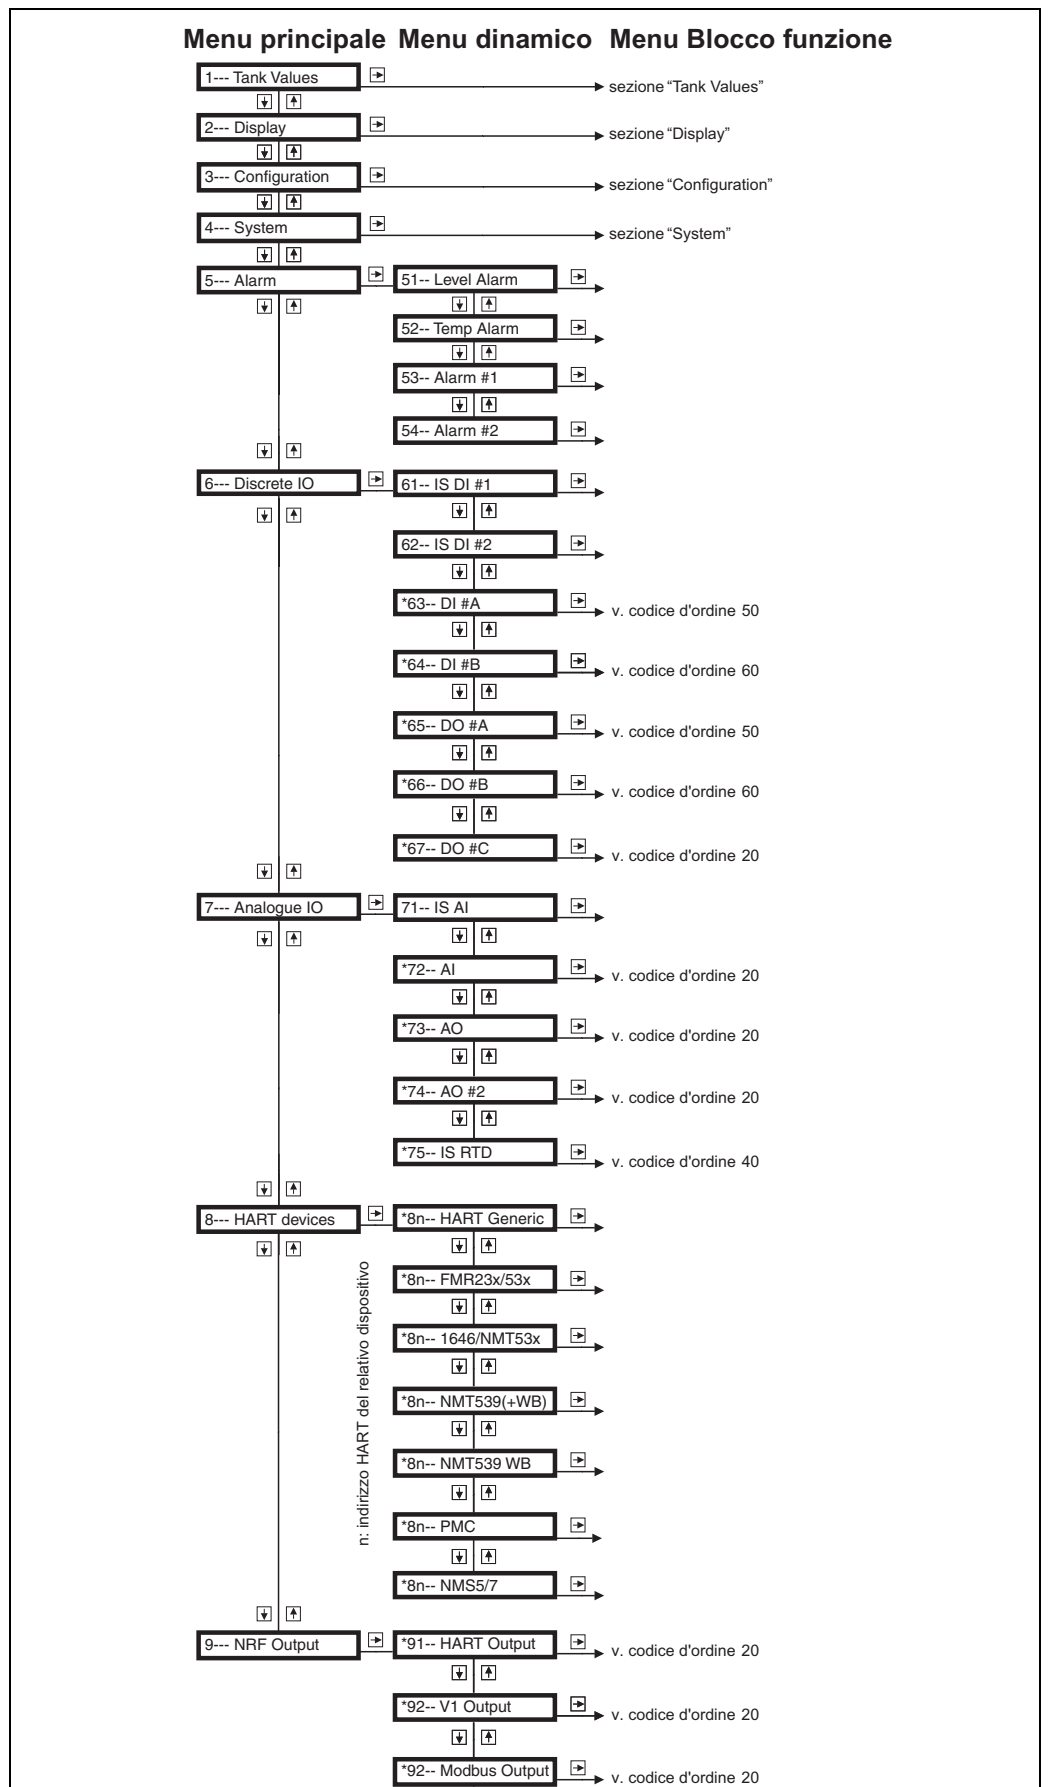 Menu principale Menu dinamico Menu Blocco funzione
1--- Tank Values
sezione “Tank Values”
2--- Display
sezione “Display”
3--- Configuration
sezione “Configuration”
4--- System
sezione “System”
5--- Alarm
51-- Level Alarm
52-- Temp Alarm
53-- Alarm #1
54-- Alarm #2
6--- Discrete IO
61-- IS DI #1
62-- IS DI #2
*63-- DI #A
v. codice d'ordine 50
*64-- DI #B
v. codice d'ordine 60
*65-- DO #A
v. codice d'ordine 50
*66-- DO #B
v. codice d'ordine 60
*67-- DO #C
v. codice d'ordine 20
7--- Analogue IO
71-- IS AI
*72-- AI
v. codice d'ordine 20
*73-- AO
v. codice d'ordine 20
*74-- AO #2
v. codice d'ordine 20
*75-- IS RTD
v. codice d'ordine 40
8--- HART devices
*8n-- HART Generic
n: indirizzo HART del relativo dispositivo
*8n-- FMR23x/53x
*8n-- 1646/NMT53x
*8n-- NMT539(+WB)
*8n-- NMT539 WB
*8n-- PMC
*8n-- NMS5/7
9--- NRF Output
*91-- HART Output
v. codice d'ordine 20
*92-- V1 Output
v. codice d'ordine 20
*92-- Modbus Output
v. codice d'ordine 20